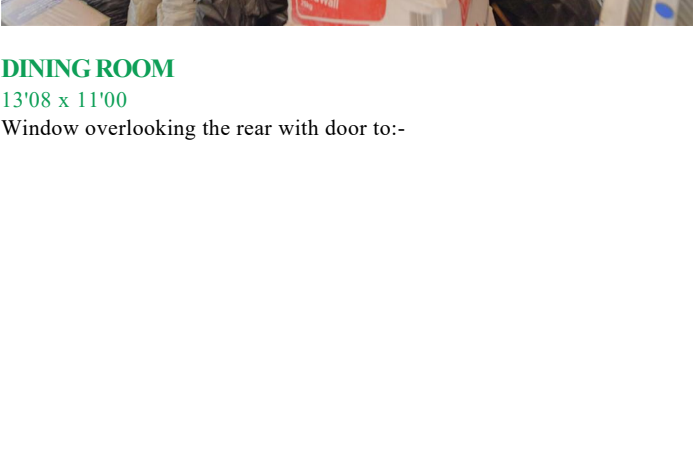 DINING ROOM
13'08 x 11'00
Window overlooking the rear with door to:-